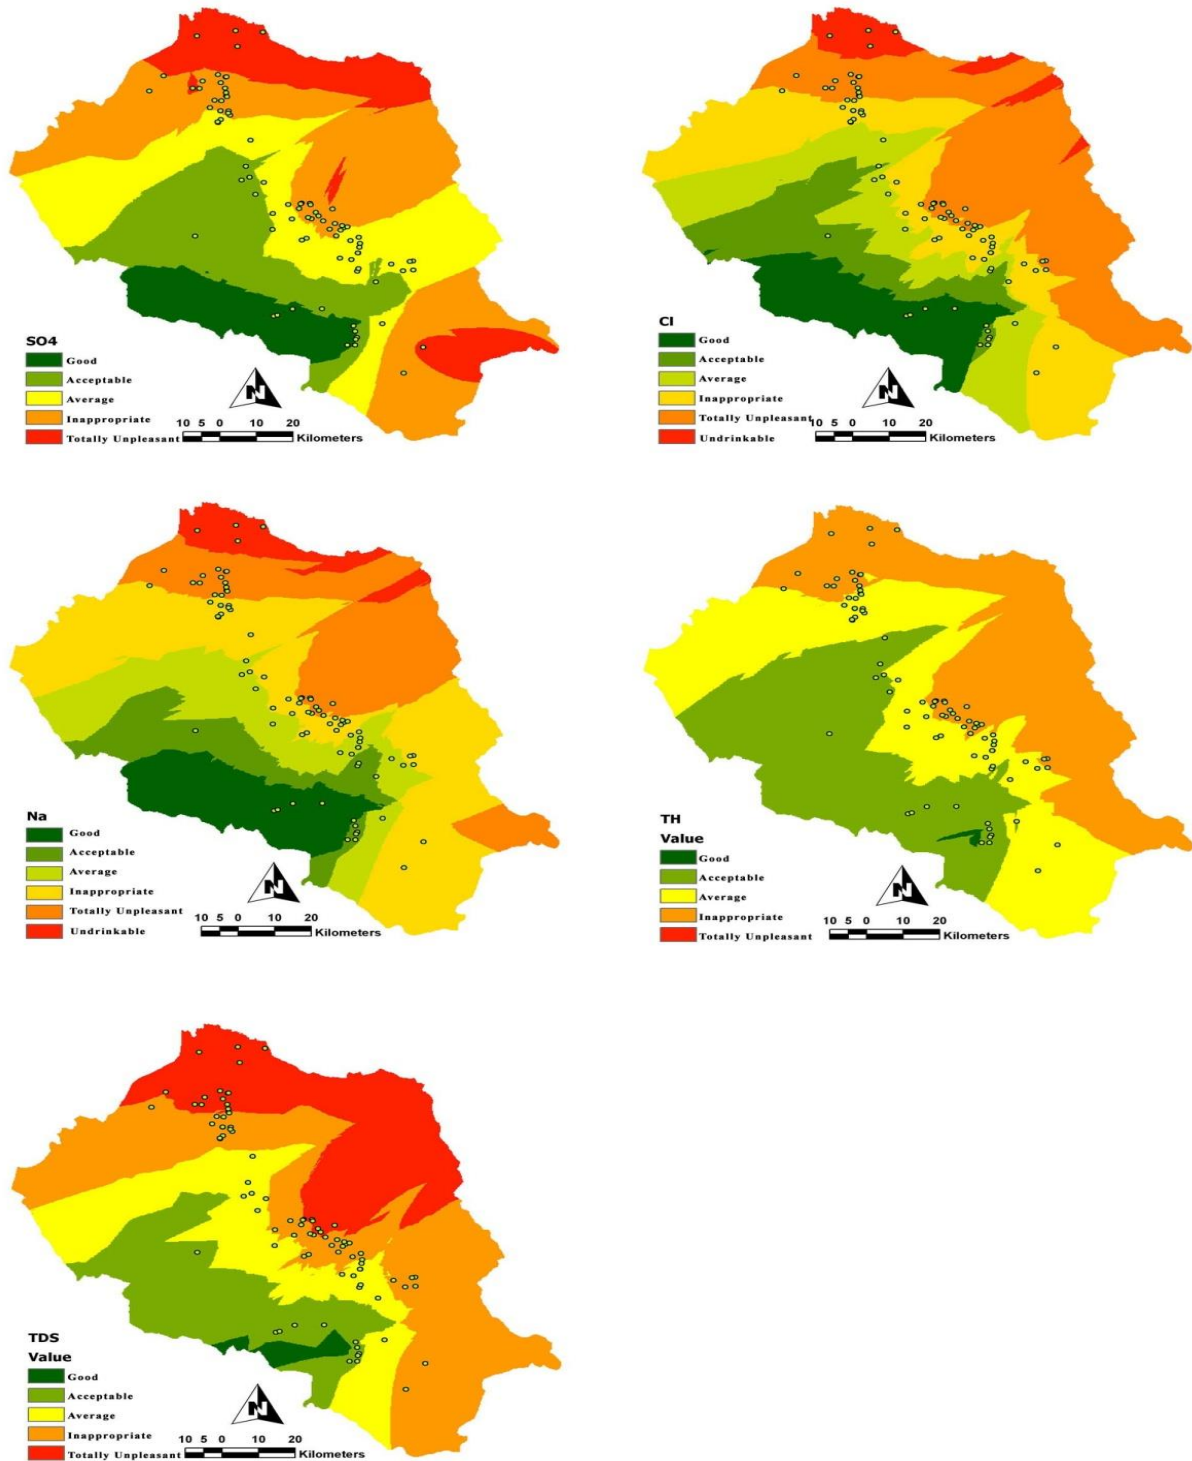 SO4
Good
Acceptable
Average
Inappropriate
Totally Unpleasant
N
10 5 0 10 20
Kilometers
Cl
Good
Acceptable
Average
Inappropriate
Totally Unpleasant
Undrinkable
N
10 5 0 10 20
Kilometers
Na
Good
Acceptable
Average
Inappropriate
Totally Unpleasant
Undrinkable
N
10 5 0 10 20
Kilometers
TH
Value
Good
Acceptable
Average
Inappropriate
Totally Unpleasant
N
10 5 0 10 20
Kilometers
TDS
Value
Good
Acceptable
Average
Inappropriate
Totally Unpleasant
N
10 5 0 10 20
Kilometers